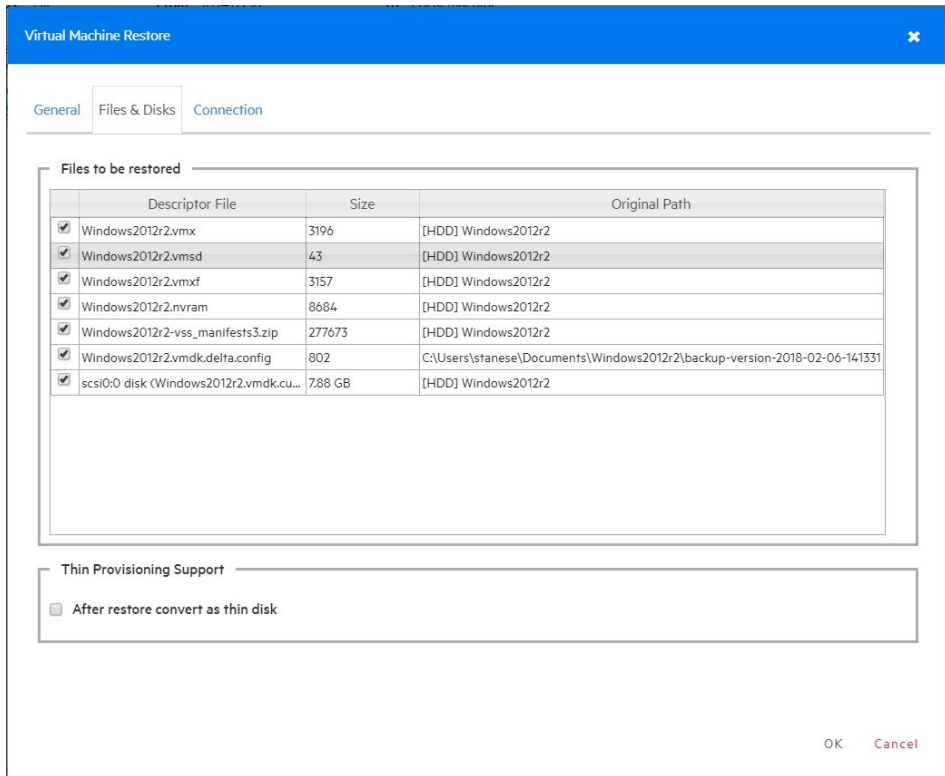 Virtual Machine Restore
General Files & Disks Connection
Files to be restored
Descriptor File Size Original Path
Windows2012r2.vmx 3196 [HDD] Windows2012r2
Windows2012r2.vmsd 43 [HDD] Windows2012r2
Windows2012r2.vmxf 3157 [HDD] Windows2012r2
Windows2012r2.nvram 8684 [HDD] Windows2012r2
Windows2012r2-vss_manifests3.zip 277673 [HDD] Windows2012r2
Windows2012r2.vmdk.delta.config 802 C:\Users\stanese\Documents\Windows2012r2\backup-version-2018-02-06-141331
scsi0:0 disk (Windows2012r2.vmdk.cu... 7.88 GB [HDD] Windows2012r2
Thin Provisioning Support
After restore convert as thin disk
OK Cancel